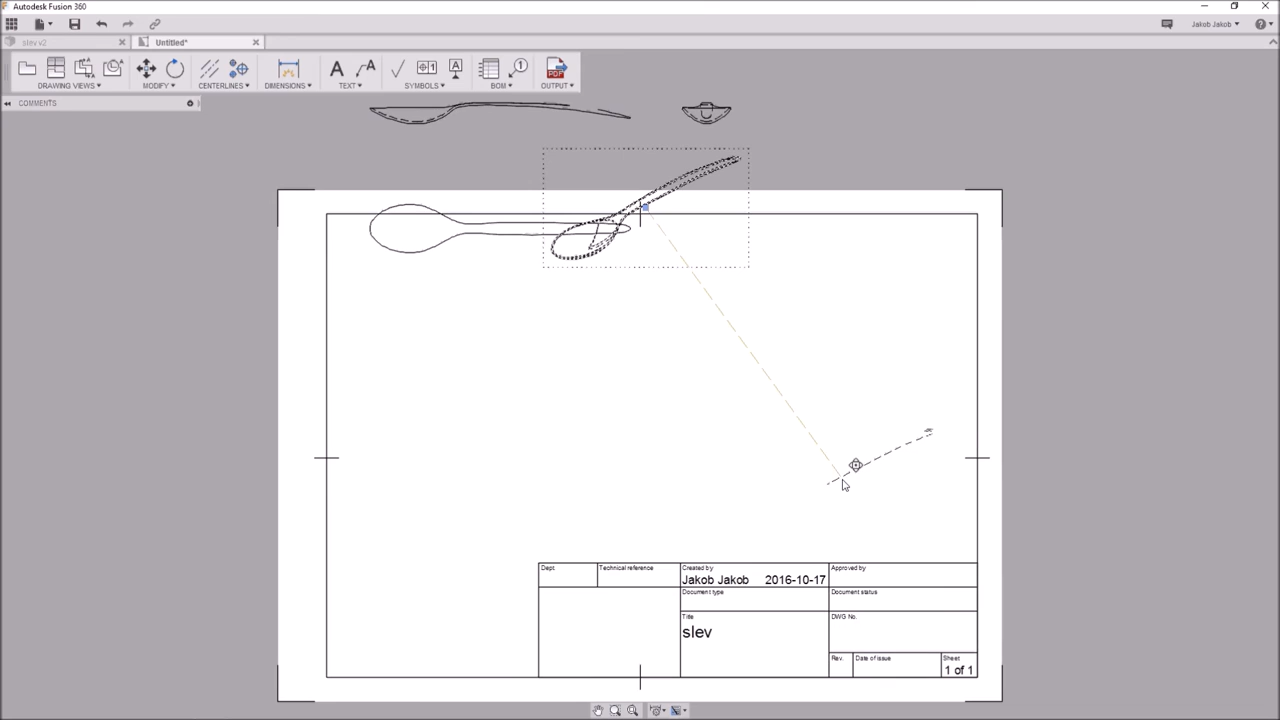 Autodesk Fusion 360
Jakob Jakob
slev v2
Untitled*
DRAWING VIEWS
MODIFY
CENTERLINES
DIMENSIONS
TEXT
SYMBOLS
BOM
OUTPUT
PDF
COMMENTS
Dept.
Technical reference
Created by
Approved by
Jakob Jakob 2016-10-17
Document type
Document status
Title
DWG No.
slev
Rev.
Date of issue
Sheet
1 of 1